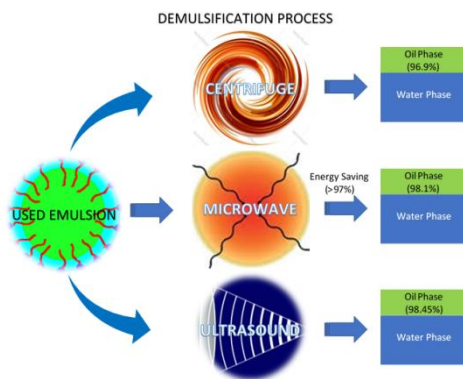 DEMULSIFICATION PROCESS
CENTRIFUGE
Oil Phase
(96.9%)
Water Phase
USED EMULSION
MICROWAVE
Energy Saving
(>97%)
Oil Phase
(98.1%)
Water Phase
ULTRASOUND
Oil Phase
(98.45%)
Water Phase